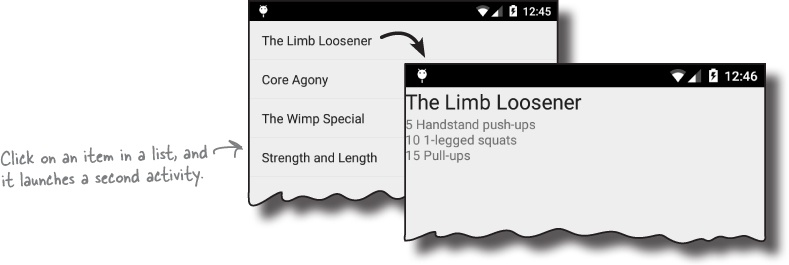 12:45
The Limb Loosener
Core Agony
The Wimp Special
Strength and Length
Click on an item in a list, and
it launches a second activity.
12:46
The Limb Loosener
5 Handstand push-ups
10 1-legged squats
15 Pull-ups